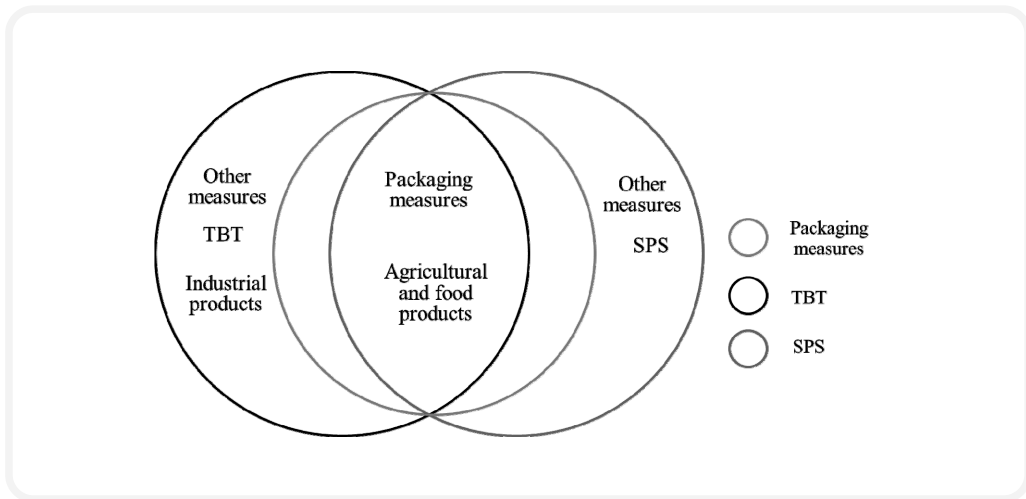 Other
measures
TBT
Industrial
products
Packaging
measures
Agricultural
and food
products
Other
measures
SPS
Packaging
measures
TBT
SPS